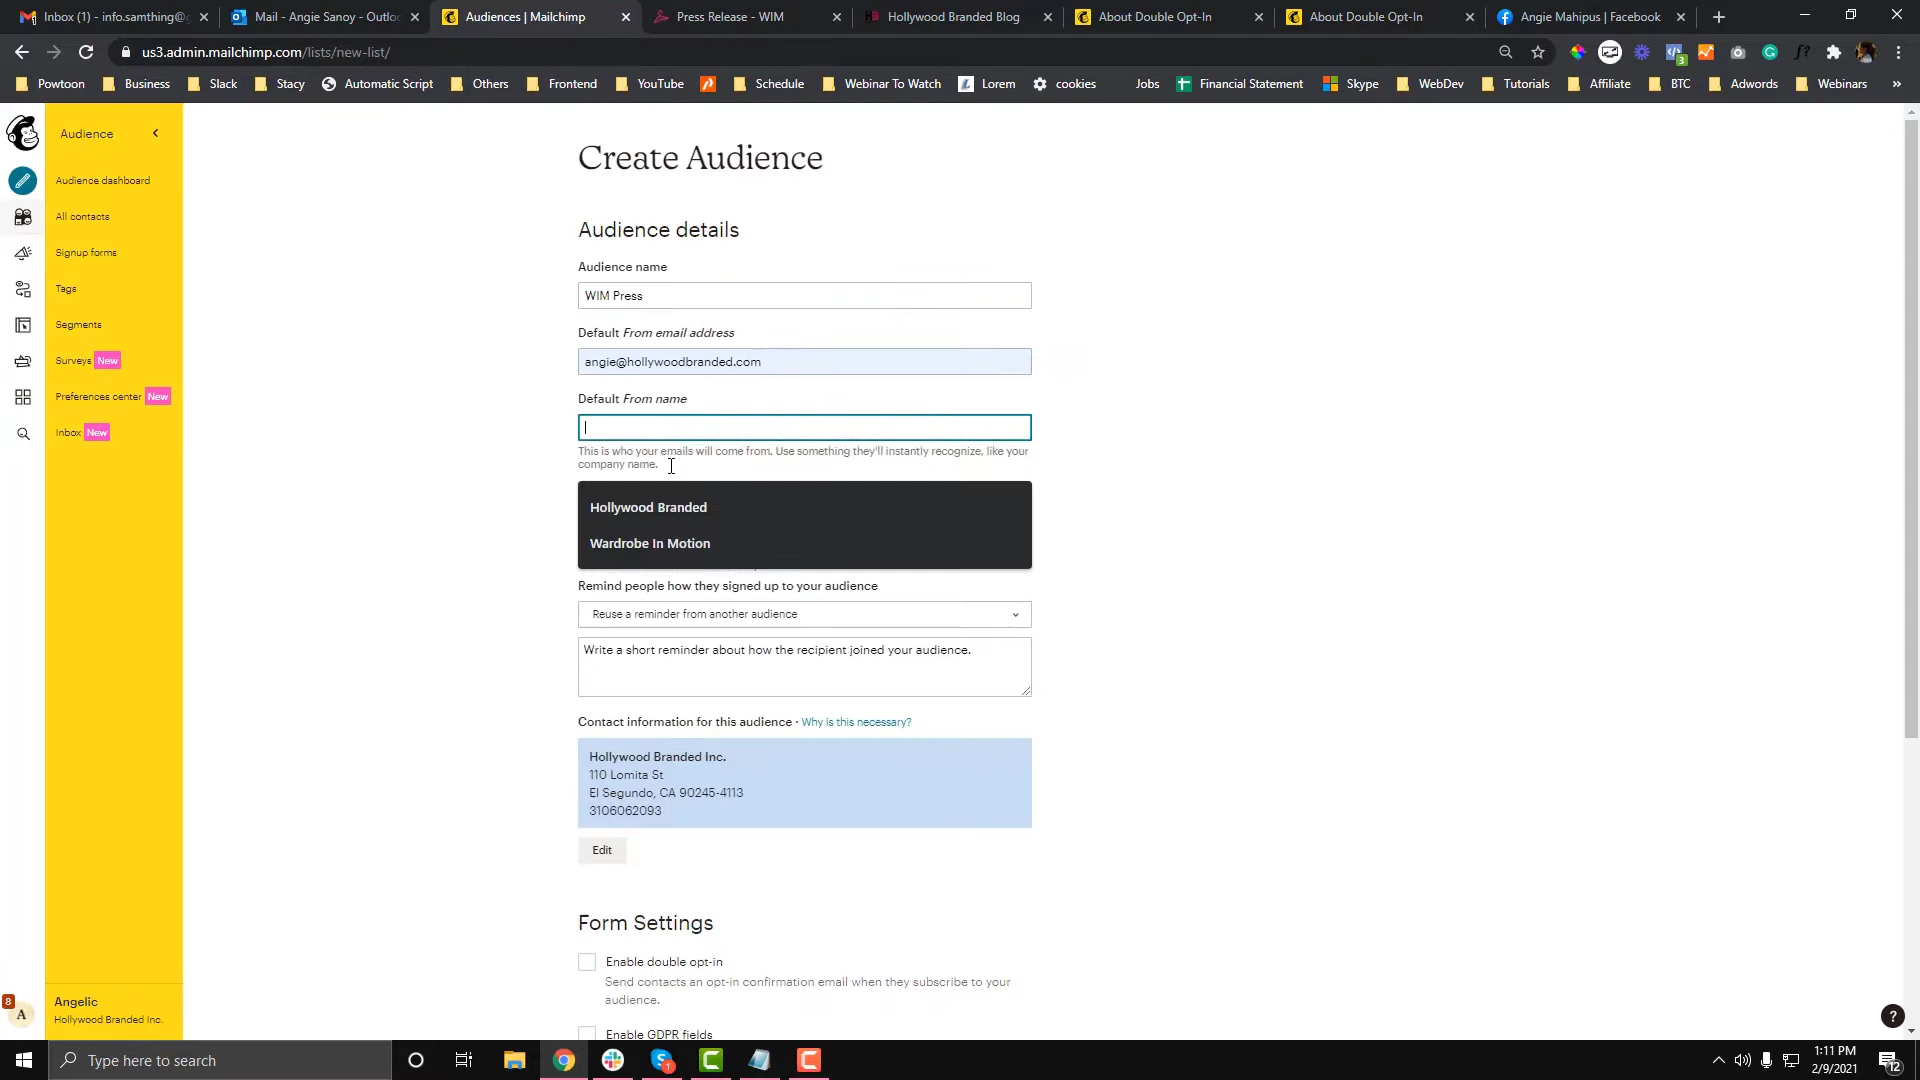 Inbox (1) - info.samthing@g
Mail - Angie Sanoy - Outloo
Audiences | Mailchimp
Press Release - WIM
Hollywood Branded Blog
About Double Opt-In
About Double Opt-In
Angie Mahipus | Facebook
us3.admin.mailchimp.com/lists/new-list/
3
Powtoon
Business
Slack
Stacy
Automatic Script
Others
Frontend
YouTube
Schedule
Webinar To Watch
Lorem
cookies
Jobs
Financial Statement
Skype
WebDev
Tutorials
Affiliate
BTC
Adwords
Webinars
Audience
Audience dashboard
All contacts
Signup forms
Tags
Segments
Surveys New
Preferences center New
Inbox New
Create Audience
Audience details
Audience name
WIM Press
Default From email address
angie@hollywoodbranded.com
Default From name
This is who your emails will come from. Use something they'll instantly recognize, like your
company name.
Hollywood Branded
Wardrobe In Motion
Remind people how they signed up to your audience
Reuse a reminder from another audience
Write a short reminder about how the recipient joined your audience.
Contact information for this audience · Why is this necessary?
Hollywood Branded Inc.
110 Lomita St
El Segundo, CA 90245-4113
3106062093
Edit
Form Settings
Enable double opt-in
Send contacts an opt-in confirmation email when they subscribe to your
audience.
Enable GDPR fields
8
A
Angelic
Hollywood Branded Inc.
?
Type here to search
1
1:11 PM
2/9/2021
12